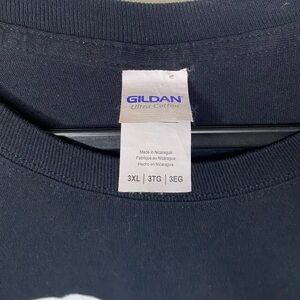 GILDAN
Ultra Cotton
Made in Nicaragua
Fabriqué au Nicaragua
Hecho en Nicaragua
3XL | 3TG | 3EG